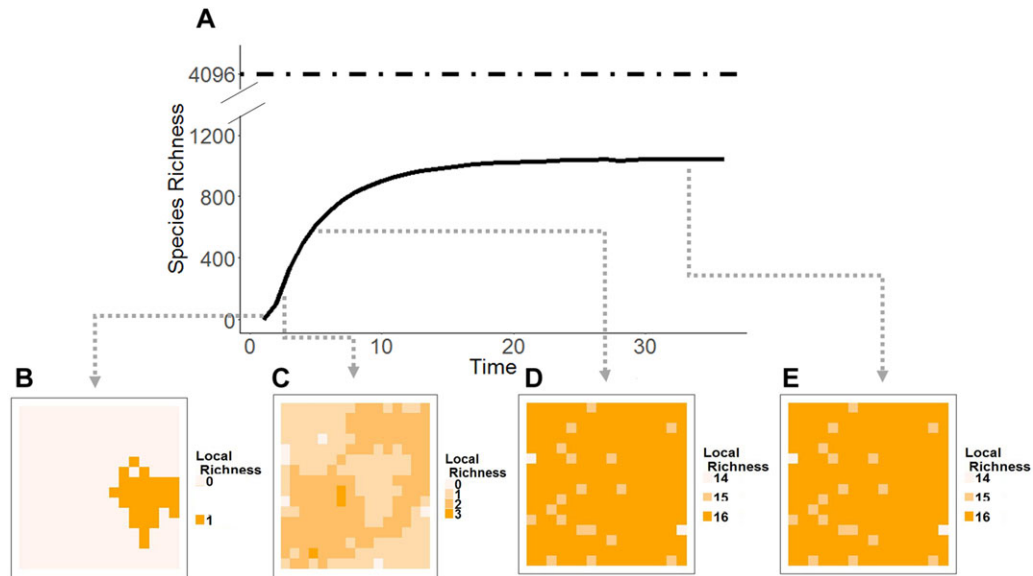 A
Species Richness
4096
1200
800
400
0
0
10
20
30
Time
B
Local
Richness
0
1
C
Local
Richness
0
1
2
3
D
Local
Richness
14
15
16
E
Local
Richness
14
15
16